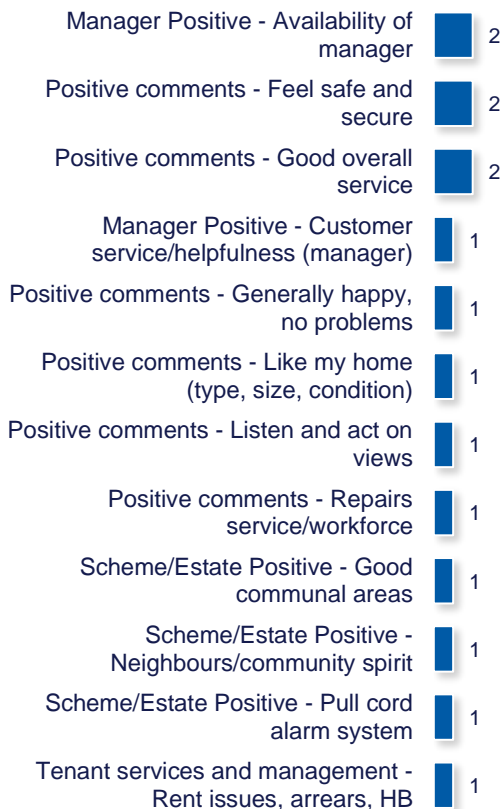 Manager Positive - Availability of
manager
2
Positive comments - Feel safe and
secure
2
Positive comments - Good overall
service
2
Manager Positive - Customer
service/helpfulness (manager)
1
Positive comments - Generally happy,
no problems
1
Positive comments - Like my home
(type, size, condition)
1
Positive comments - Listen and act on
views
1
Positive comments - Repairs
service/workforce
1
Scheme/Estate Positive - Good
communal areas
1
Scheme/Estate Positive -
Neighbours/community spirit
1
Scheme/Estate Positive - Pull cord
alarm system
1
Tenant services and management -
Rent issues, arrears, HB
1